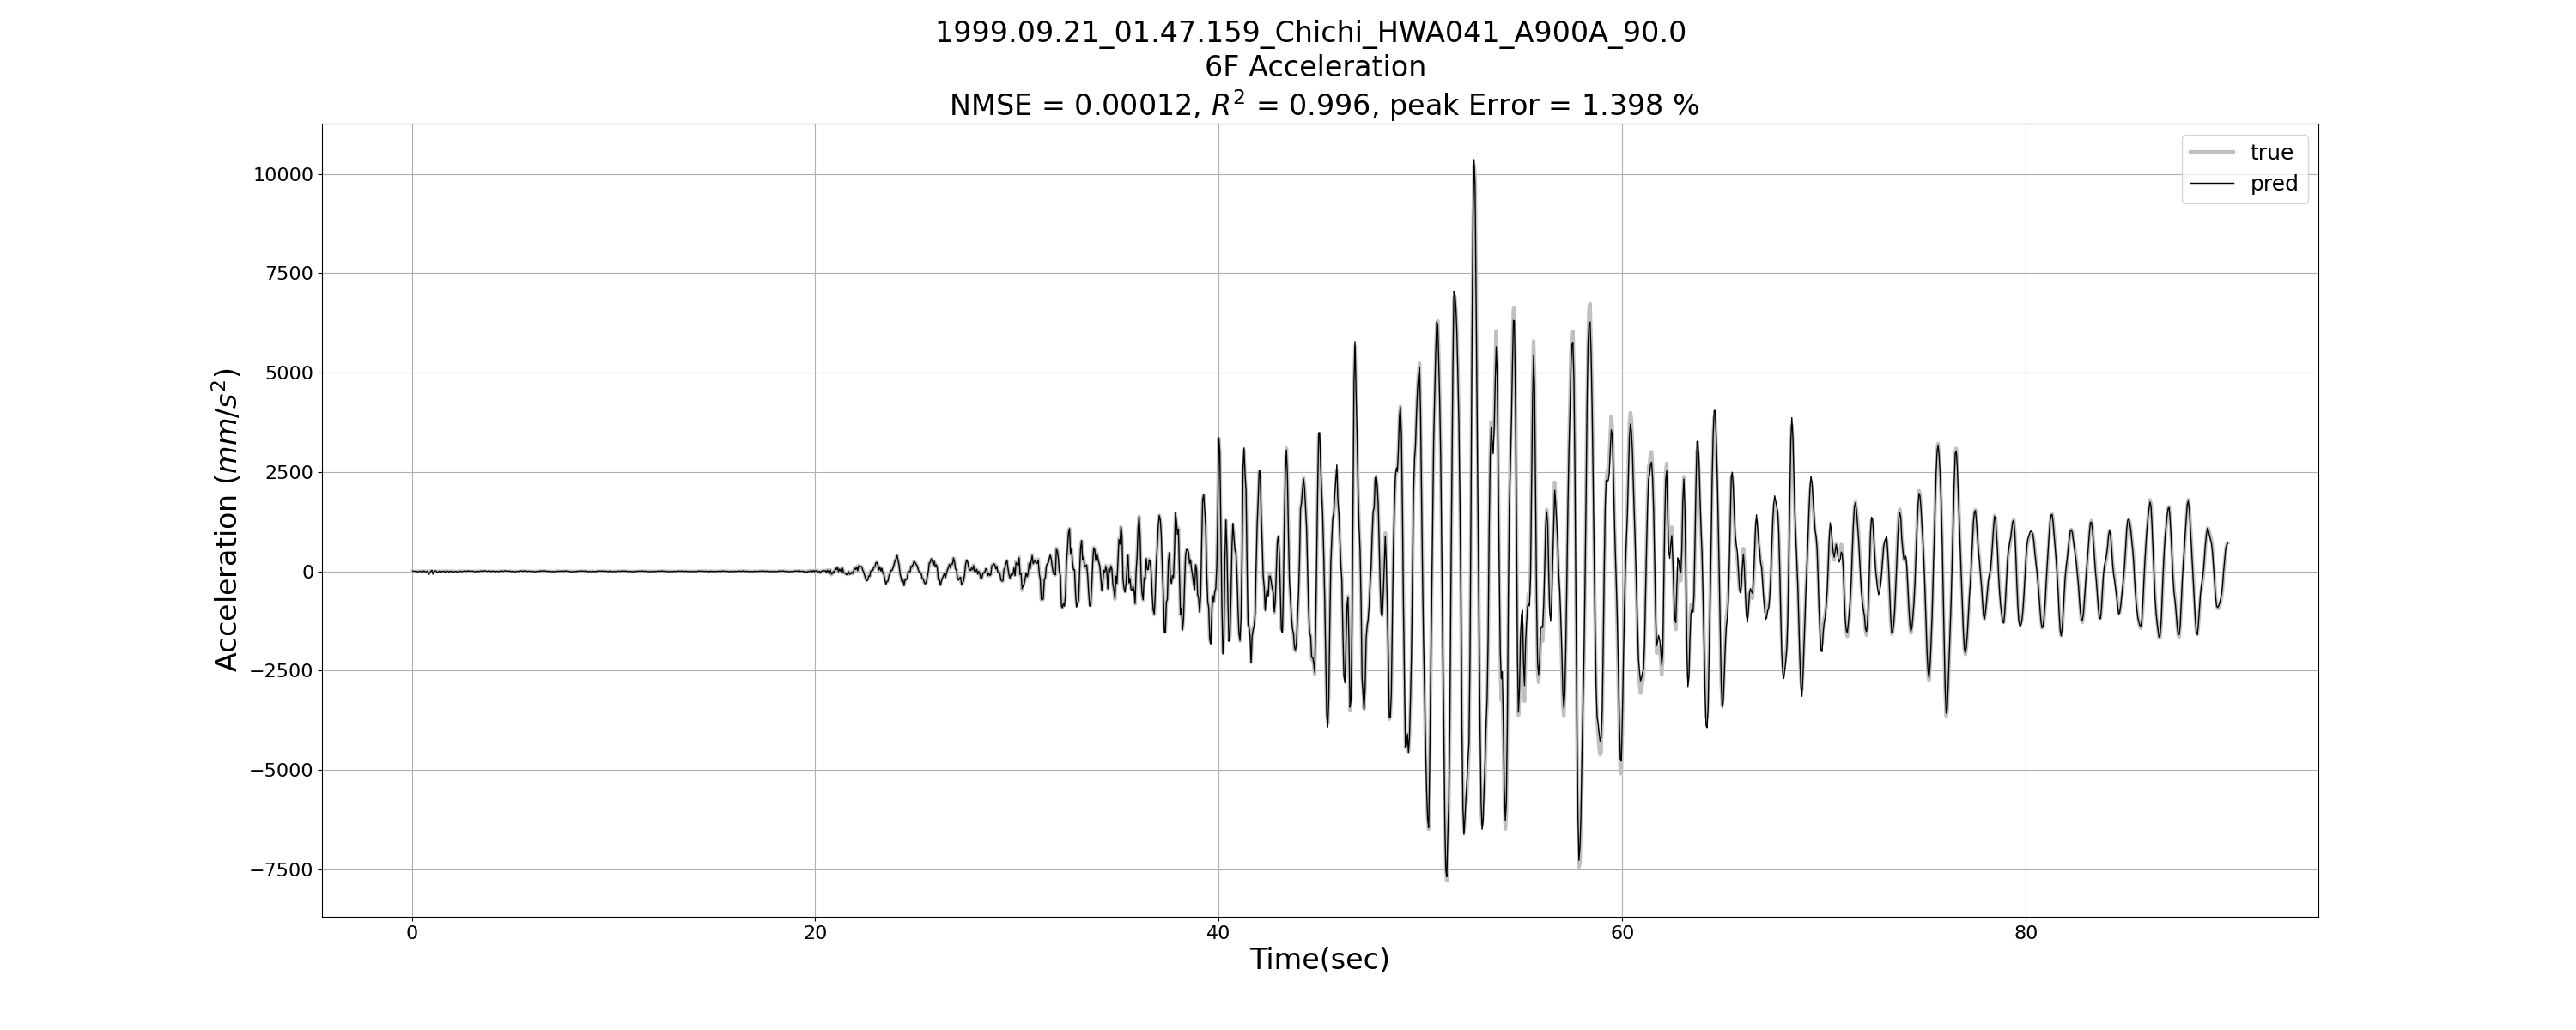 1999.09.21_01.47.159_Chichi_HWA041_A900A_90.0
6F Acceleration
NMSE = 0.00012, R² = 0.996, peak Error = 1.398 %
true
pred
10000
7500
5000
2500
0
−2500
−5000
−7500
Acceleration (mm/s²)
0 20 40 60 80
Time(sec)